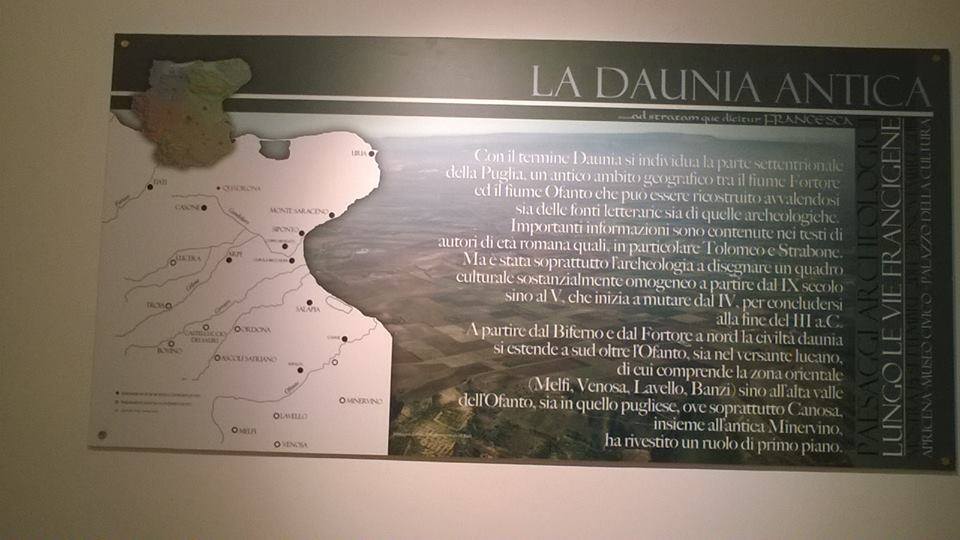 LA DAUNIA ANTICA
ad stratam que dicitur FRANCESCA
Con il termine Daunia si individua la parte settentrionale
della Puglia, un antico ambito geografico tra il fiume Fortore
ed il fiume Ofanto che può essere ricostruito avvalendosi
sia delle fonti letterarie sia di quelle archeologiche.
Importanti informazioni sono contenute nei testi di
autori di età romana quali, in particolare Tolomeo e Strabone.
Ma è stata soprattutto l'archeologia a disegnare un quadro
culturale sostanzialmente omogeneo a partire dal IX secolo
sino al V, che inizia a mutare dal IV, per concludersi
alla fine del III a.C.
A partire dal Biferno e dal Fortore a nord la civiltà daunia
si estende a sud oltre l'Ofanto, sia nel versante lucano,
di cui comprende la zona orientale
(Melfi, Venosa, Lavello, Banzi) sino all'alta valle
dell'Ofanto, sia in quello pugliese, ove soprattutto Canosa,
insieme all'antica Minervino,
ha rivestito un ruolo di primo piano.
PAESAGGI ARCHEOLOGICI
LUNGO LE VIE FRANCIGENE
APRICENA MUSEO CIVICO PALAZZO DELLA CULTURA
URIA
TIATI
CASONE
MONTE SARACENO
SIPONTO
LUCERA
ARPI
TROIA
SALAPIA
CASTELLUCCIO
DEI SAURI
ORDONA
BOVINO
ASCOLI SATRIANO
MINERVINO
LAVELLO
MELFI
VENOSA
Ofanto